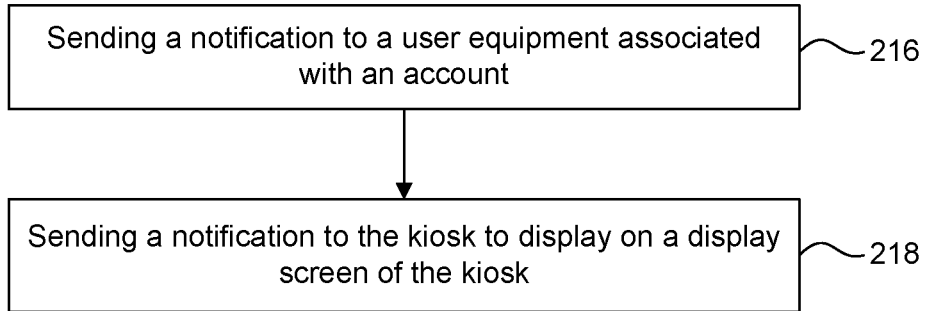 Sending a notification to a user equipment associated
with an account
216
Sending a notification to the kiosk to display on a display
screen of the kiosk
218